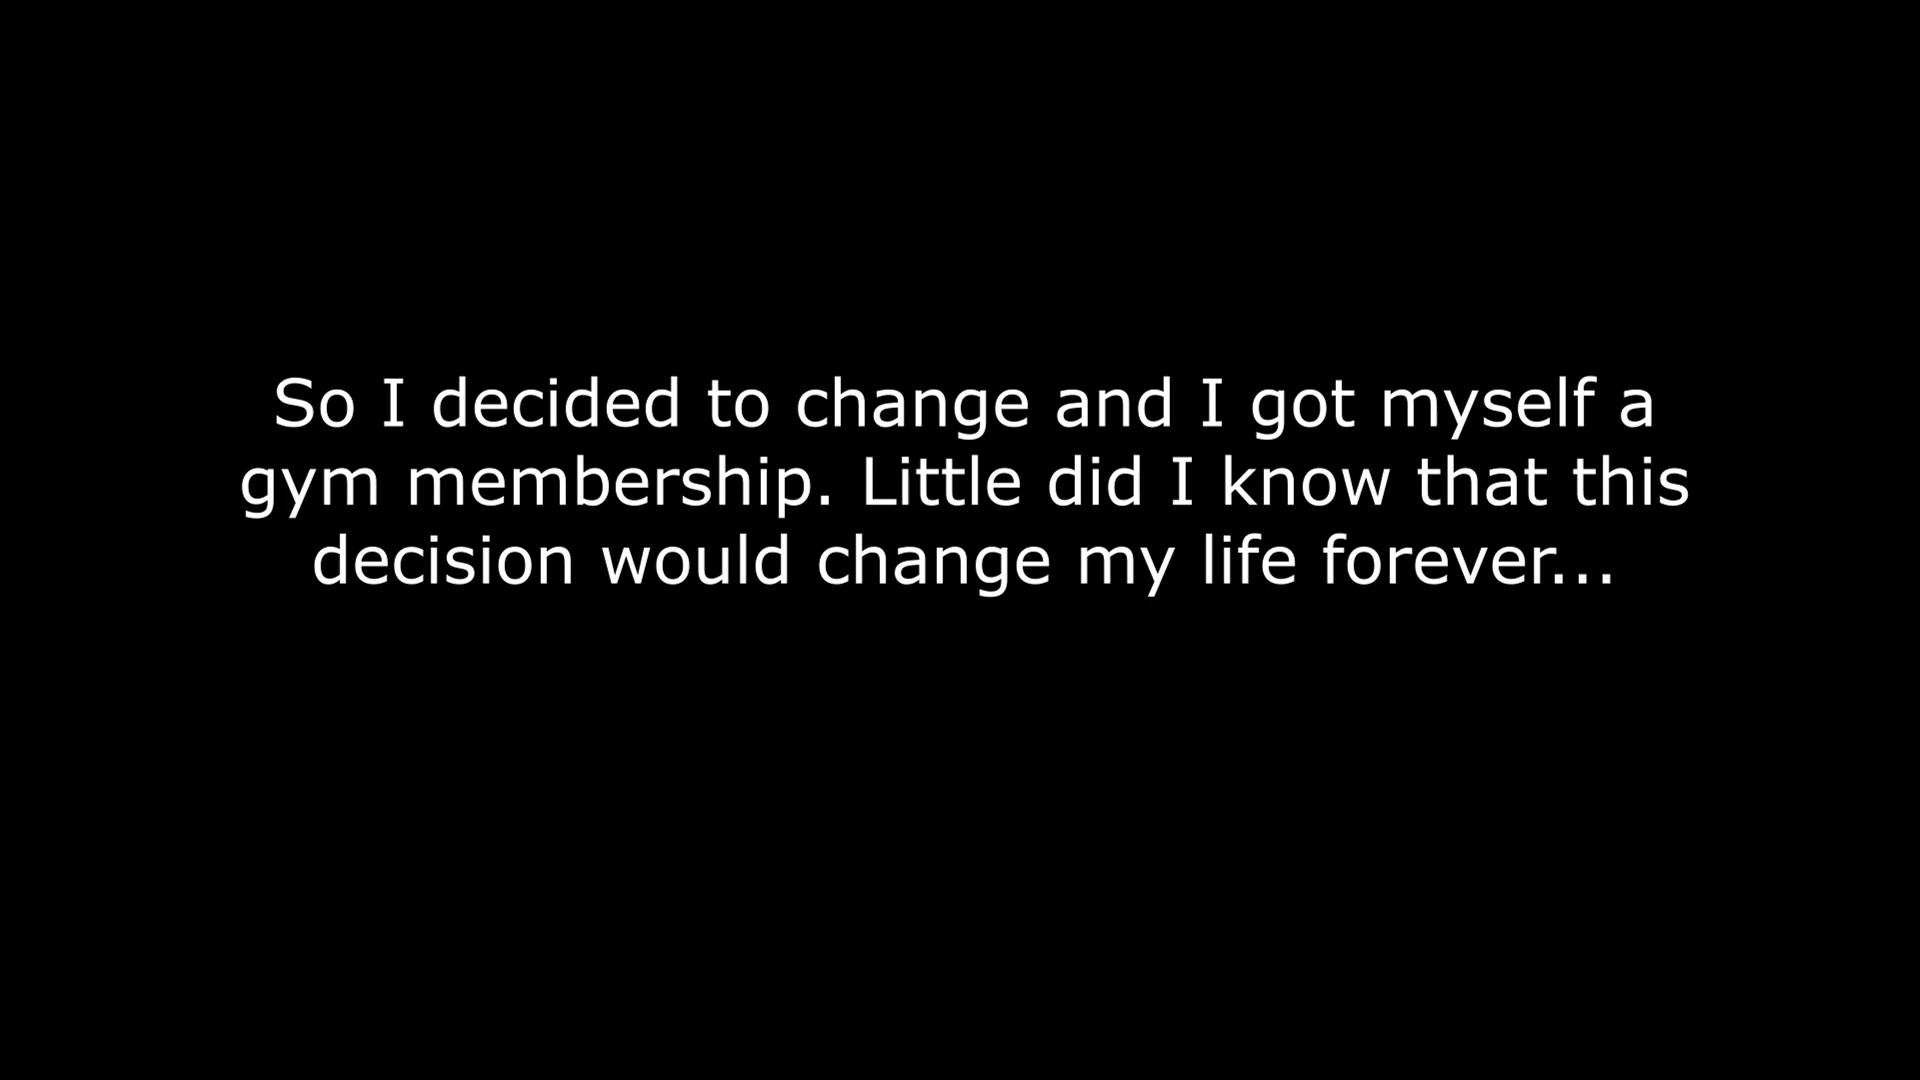 So I decided to change and I got myself a
gym membership. Little did I know that this
decision would change my life forever...